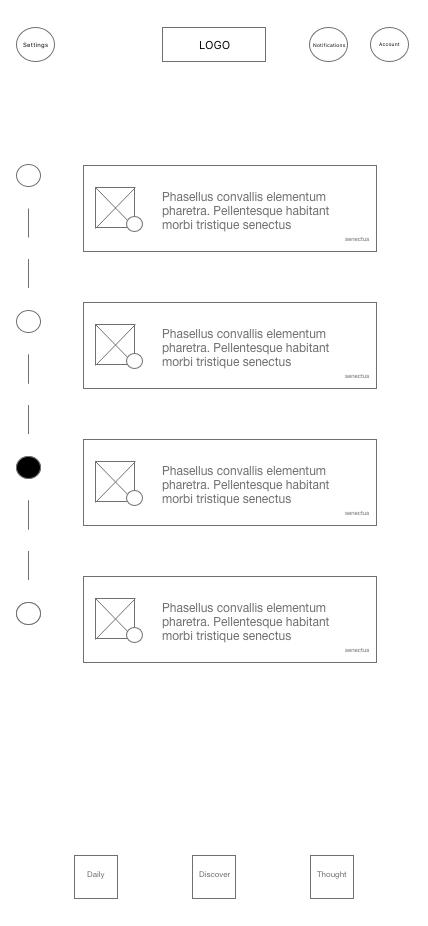 Settings
LOGO
Notifications
Account
Phasellus convallis elementum
pharetra. Pellentesque habitant
morbi tristique senectus
senectus
Phasellus convallis elementum
pharetra. Pellentesque habitant
morbi tristique senectus
senectus
Phasellus convallis elementum
pharetra. Pellentesque habitant
morbi tristique senectus
senectus
Phasellus convallis elementum
pharetra. Pellentesque habitant
morbi tristique senectus
senectus
Daily
Discover
Thought